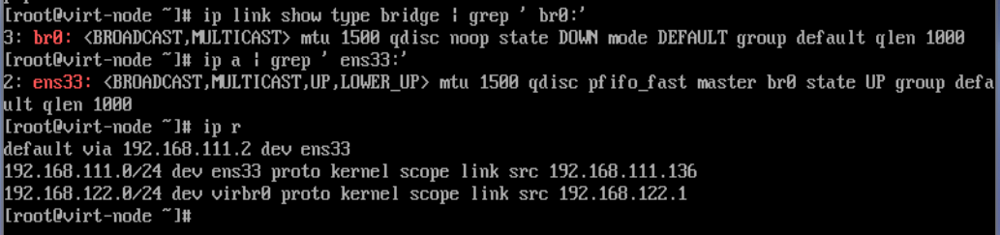 [root@virt-node ~]# ip link show type bridge | grep ' br0:'
3: br0: <BROADCAST,MULTICAST> mtu 1500 qdisc noop state DOWN mode DEFAULT group default qlen 1000
[root@virt-node ~]# ip a | grep ' ens33:'
2: ens33: <BROADCAST,MULTICAST,UP,LOWER_UP> mtu 1500 qdisc pfifo_fast master br0 state UP group defa
ult qlen 1000
[root@virt-node ~]# ip r
default via 192.168.111.2 dev ens33
192.168.111.0/24 dev ens33 proto kernel scope link src 192.168.111.136
192.168.122.0/24 dev virbr0 proto kernel scope link src 192.168.122.1
[root@virt-node ~]#